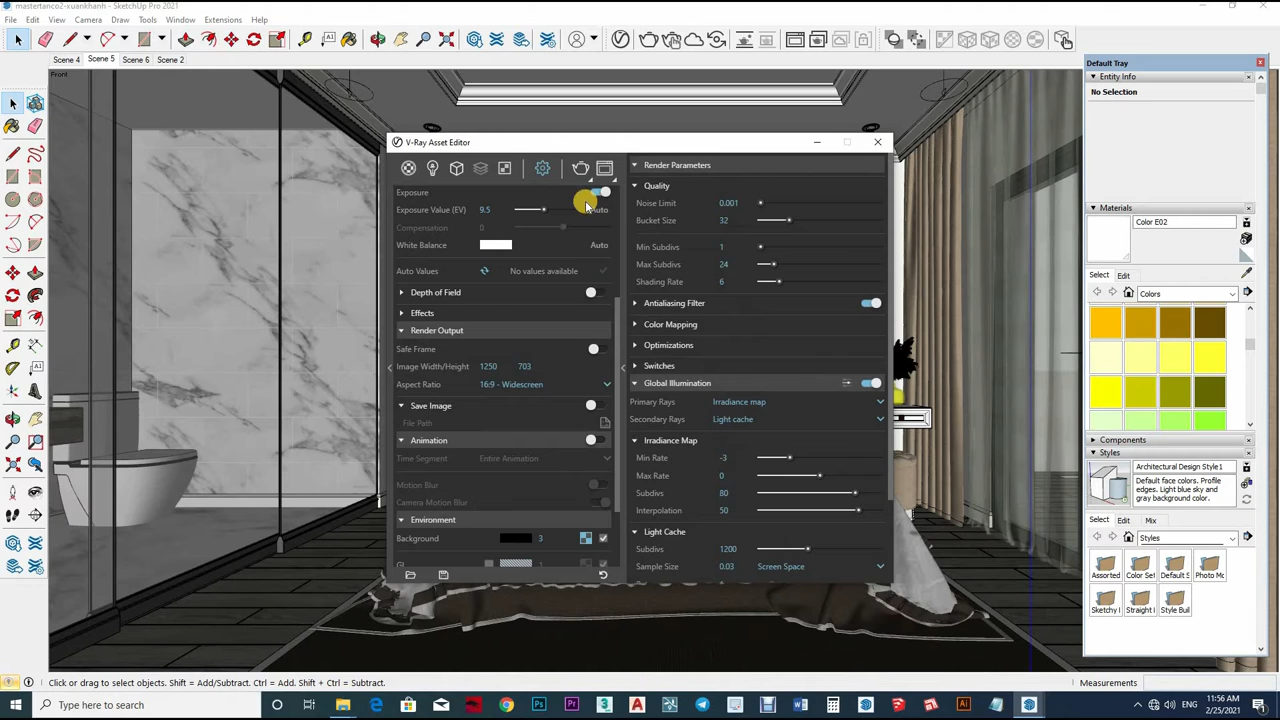 mastertanco2-xuankhanh - SketchUp Pro 2021
File Edit View Camera Draw Tools Window Extensions Help
Scene 4 Scene 5 Scene 6 Scene 2
Front
V-Ray Asset Editor
Exposure
Exposure Value (EV) 9.5 Auto
Compensation 0
White Balance Auto
Auto Values No values available
Depth of Field
Effects
Render Output
Safe Frame
Image Width/Height 1250 703
Aspect Ratio 16:9 - Widescreen
Save Image
File Path
Animation
Time Segment Entire Animation
Motion Blur
Camera Motion Blur
Environment
Background 3
Render Parameters
Quality
Noise Limit 0.001
Bucket Size 32
Min Subdivs 1
Max Subdivs 24
Shading Rate 6
Antialiasing Filter
Color Mapping
Optimizations
Switches
Global Illumination
Primary Rays Irradiance map
Secondary Rays Light cache
Irradiance Map
Min Rate -3
Max Rate 0
Subdivs 80
Interpolation 50
Light Cache
Subdivs 1200
Sample Size 0.03 Screen Space
Default Tray
Entity Info
No Selection
Materials
Color E02
Select Edit
Colors
Components
Styles
Architectural Design Style1
Default face colors. Profile
edges. Light blue sky and
gray background color.
Select Edit Mix
Styles
Assorted Color Se Default S Photo Mo
Sketchy I Straight L Style Buil
Click or drag to select objects. Shift = Add/Subtract. Ctrl = Add. Shift + Ctrl = Subtract.
Measurements
Type here to search
11:56 AM
2/25/2021